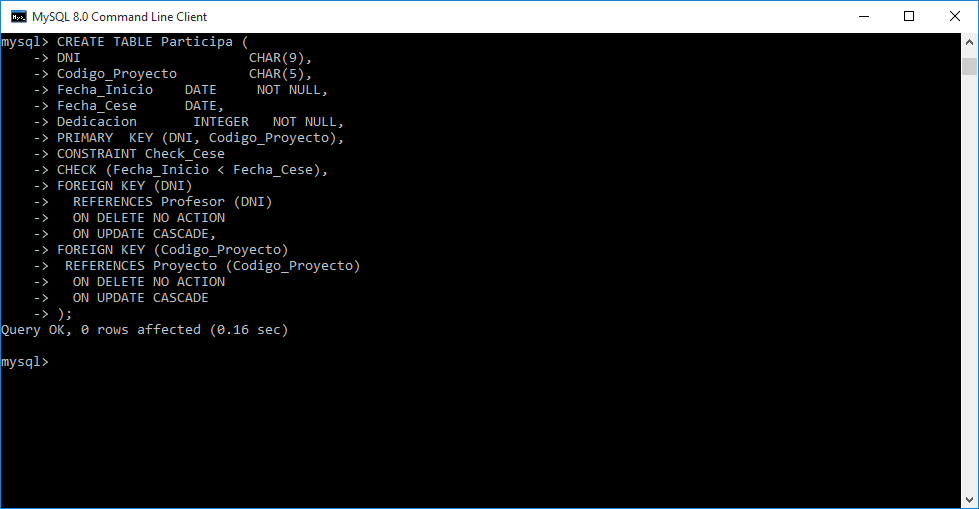 MySQL 8.0 Command Line Client
mysql> CREATE TABLE Participa (
    -> DNI                     CHAR(9),
    -> Codigo_Proyecto         CHAR(5),
    -> Fecha_Inicio    DATE     NOT NULL,
    -> Fecha_Cese      DATE,
    -> Dedicacion       INTEGER   NOT NULL,
    -> PRIMARY  KEY (DNI, Codigo_Proyecto),
    -> CONSTRAINT Check_Cese
    -> CHECK (Fecha_Inicio < Fecha_Cese),
    -> FOREIGN KEY (DNI)
    ->   REFERENCES Profesor (DNI)
    ->   ON DELETE NO ACTION
    ->   ON UPDATE CASCADE,
    -> FOREIGN KEY (Codigo_Proyecto)
    ->  REFERENCES Proyecto (Codigo_Proyecto)
    ->   ON DELETE NO ACTION
    ->   ON UPDATE CASCADE
    -> );
Query OK, 0 rows affected (0.16 sec)
mysql>